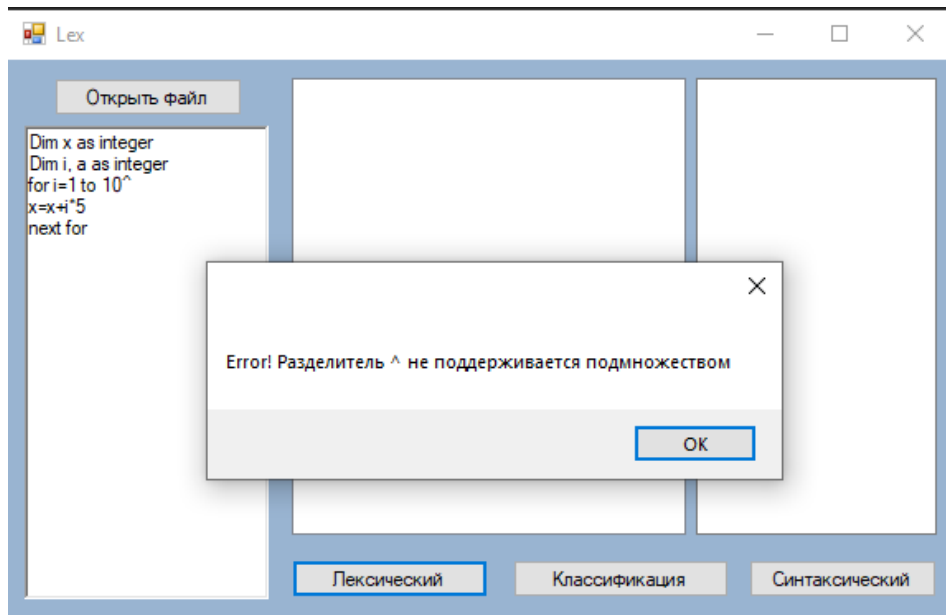 Lex
Открыть файл
Dim x as integer
Dim i, a as integer
for i=1 to 10^
x=x+i*5
next for
Error! Разделитель ^ не поддерживается подмножеством
OK
Лексический
Классификация
Синтаксический